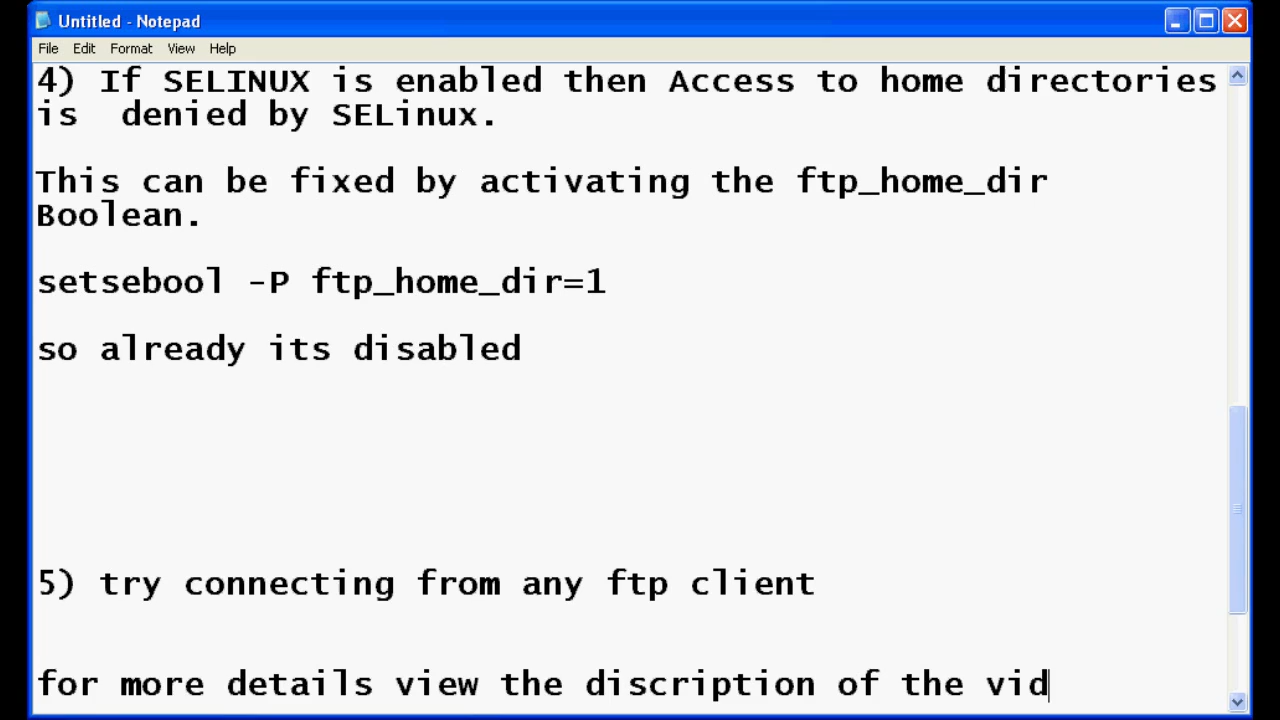 Untitled - Notepad
File Edit Format View Help
4) If SELINUX is enabled then Access to home directories
is  denied by SELinux.
This can be fixed by activating the ftp_home_dir
Boolean.
setsebool -P ftp_home_dir=1
so already its disabled
5) try connecting from any ftp client
for more details view the discription of the vid